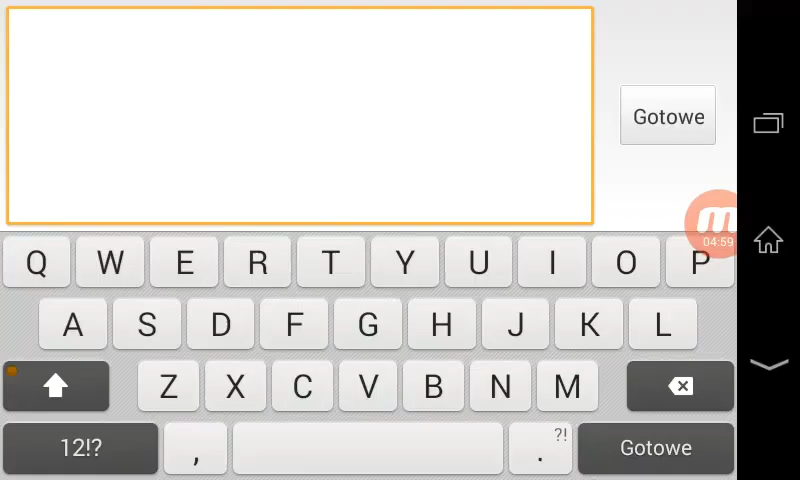 Gotowe
m
04:59
Q W E R T Y U I O P
A S D F G H J K L
Z X C V B N M
?!
12!? , . Gotowe